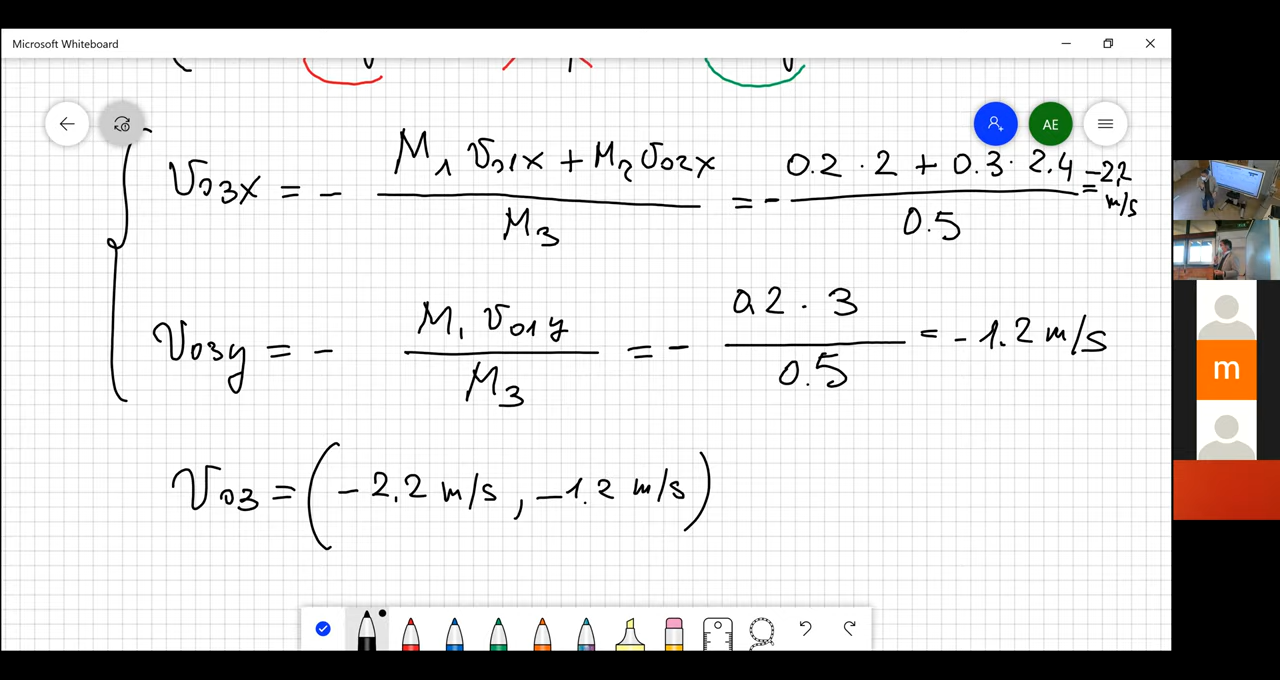 Microsoft Whiteboard
AE
V03x = - (M1 V01x + M2 V02x) / M3 = - (0.2 · 2 + 0.3 · 2.4) / 0.5 = -2.2 m/s
V03y = - (M1 V01y) / M3 = - (0.2 · 3) / 0.5 = -1.2 m/s
V03 = (-2.2 m/s, -1.2 m/s)
m